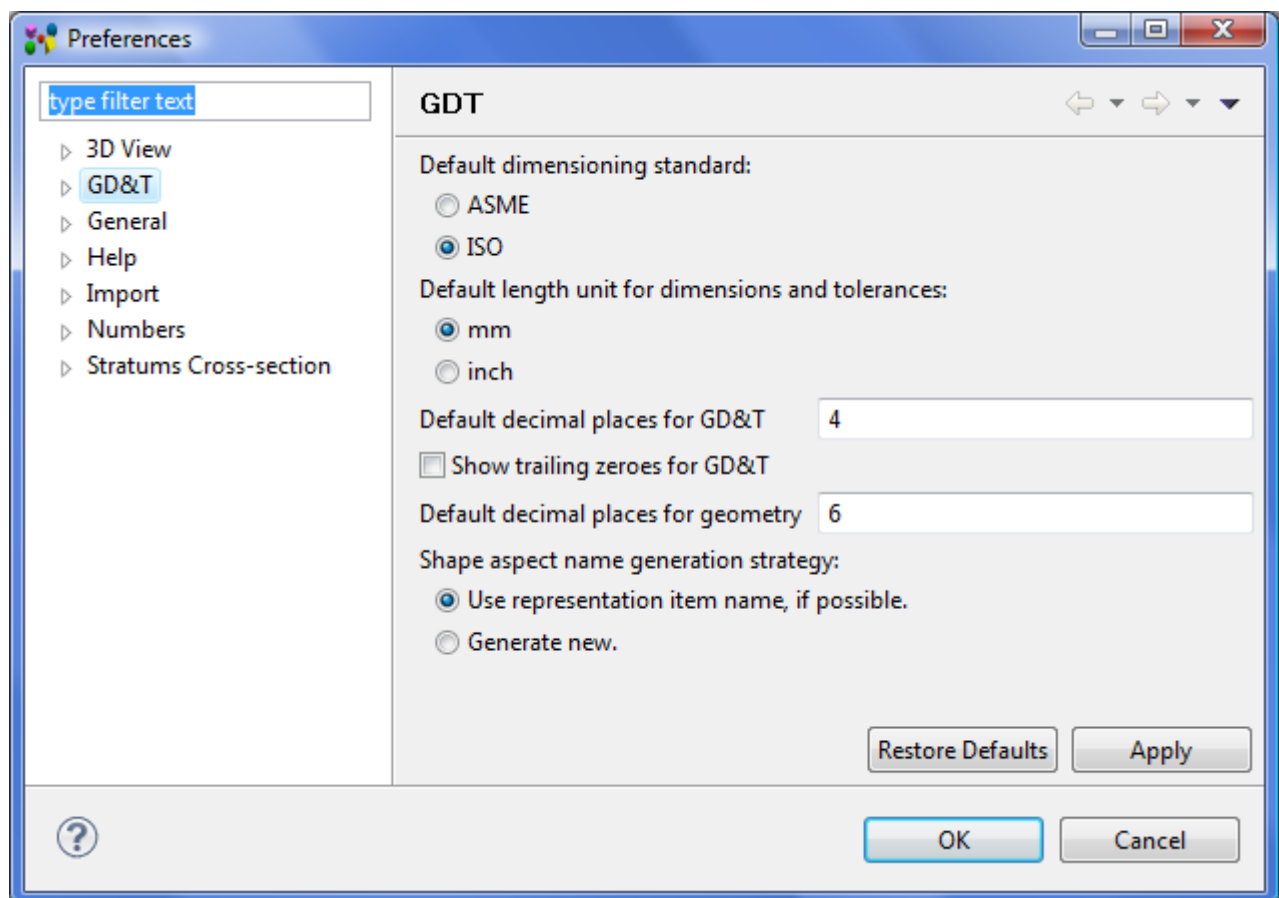 Preferences
type filter text
3D View
GD&T
General
Help
Import
Numbers
Stratums Cross-section
GDT
Default dimensioning standard:
ASME
ISO
Default length unit for dimensions and tolerances:
mm
inch
Default decimal places for GD&T 4
Show trailing zeroes for GD&T
Default decimal places for geometry 6
Shape aspect name generation strategy:
Use representation item name, if possible.
Generate new.
Restore Defaults Apply
? OK Cancel